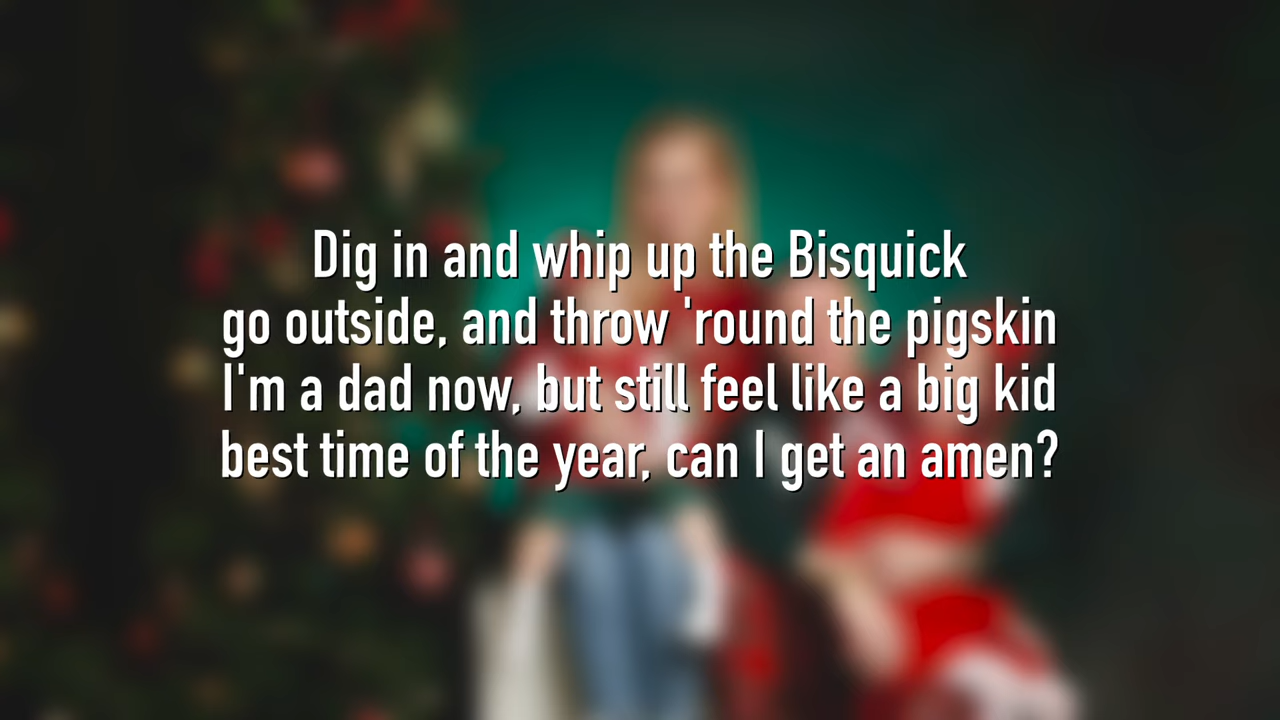 Dig in and whip up the Bisquick
go outside, and throw 'round the pigskin
I'm a dad now, but still feel like a big kid
best time of the year, can I get an amen?